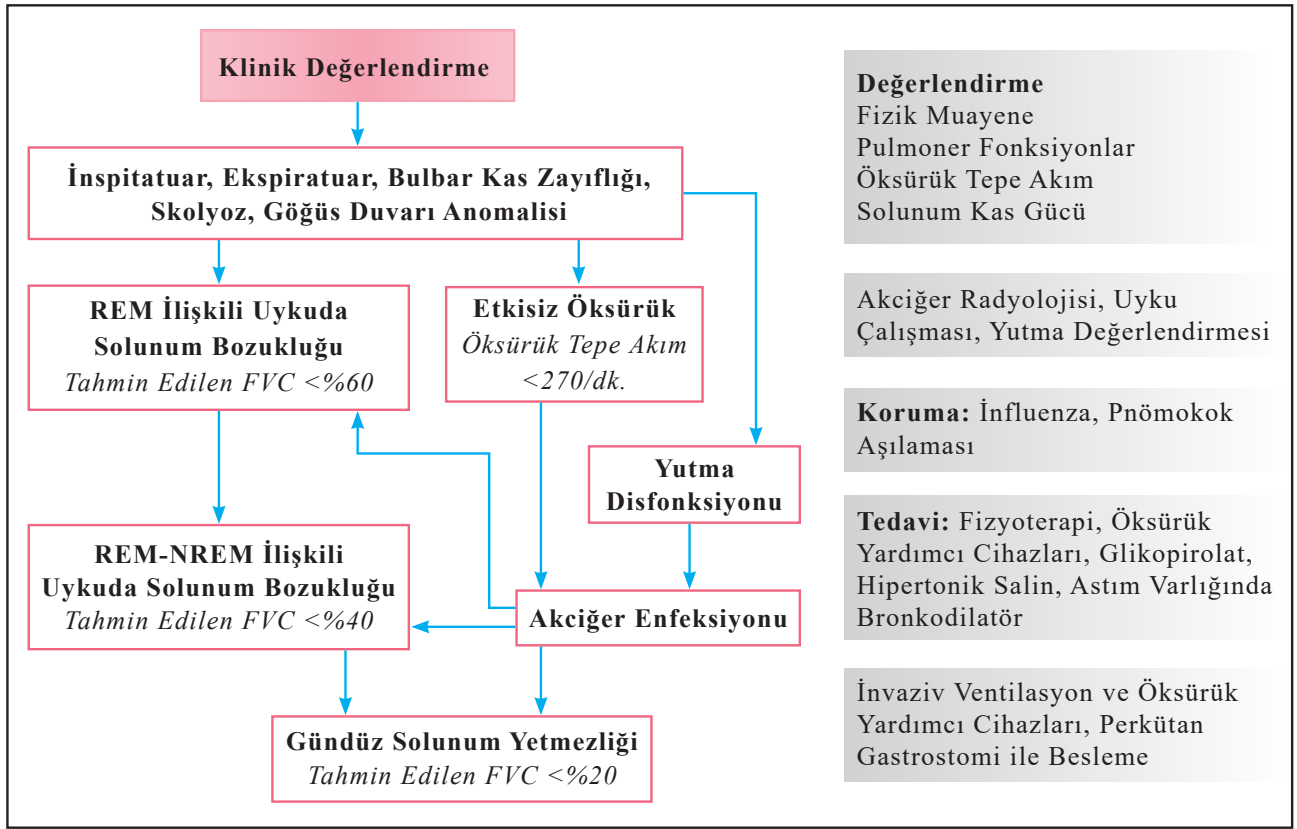 Klinik Değerlendirme
İnspitatuar, Ekspiratuar, Bulbar Kas Zayıflığı,
Skolyoz, Göğüs Duvarı Anomalisi
REM İlişkili Uykuda
Solunum Bozukluğu
Tahmin Edilen FVC <%60
Etkisiz Öksürük
Öksürük Tepe Akım
<270/dk.
Yutma
Disfonksiyonu
REM-NREM İlişkili
Uykuda Solunum Bozukluğu
Tahmin Edilen FVC <%40
Akciğer Enfeksiyonu
Gündüz Solunum Yetmezliği
Tahmin Edilen FVC <%20
Değerlendirme
Fizik Muayene
Pulmoner Fonksiyonlar
Öksürük Tepe Akım
Solunum Kas Gücü
Akciğer Radyolojisi, Uyku
Çalışması, Yutma Değerlendirmesi
Koruma: İnfluenza, Pnömokok
Aşılaması
Tedavi: Fizyoterapi, Öksürük
Yardımcı Cihazları, Glikopirolat,
Hipertonik Salin, Astım Varlığında
Bronkodilatör
İnvaziv Ventilasyon ve Öksürük
Yardımcı Cihazları, Perkütan
Gastrostomi ile Besleme